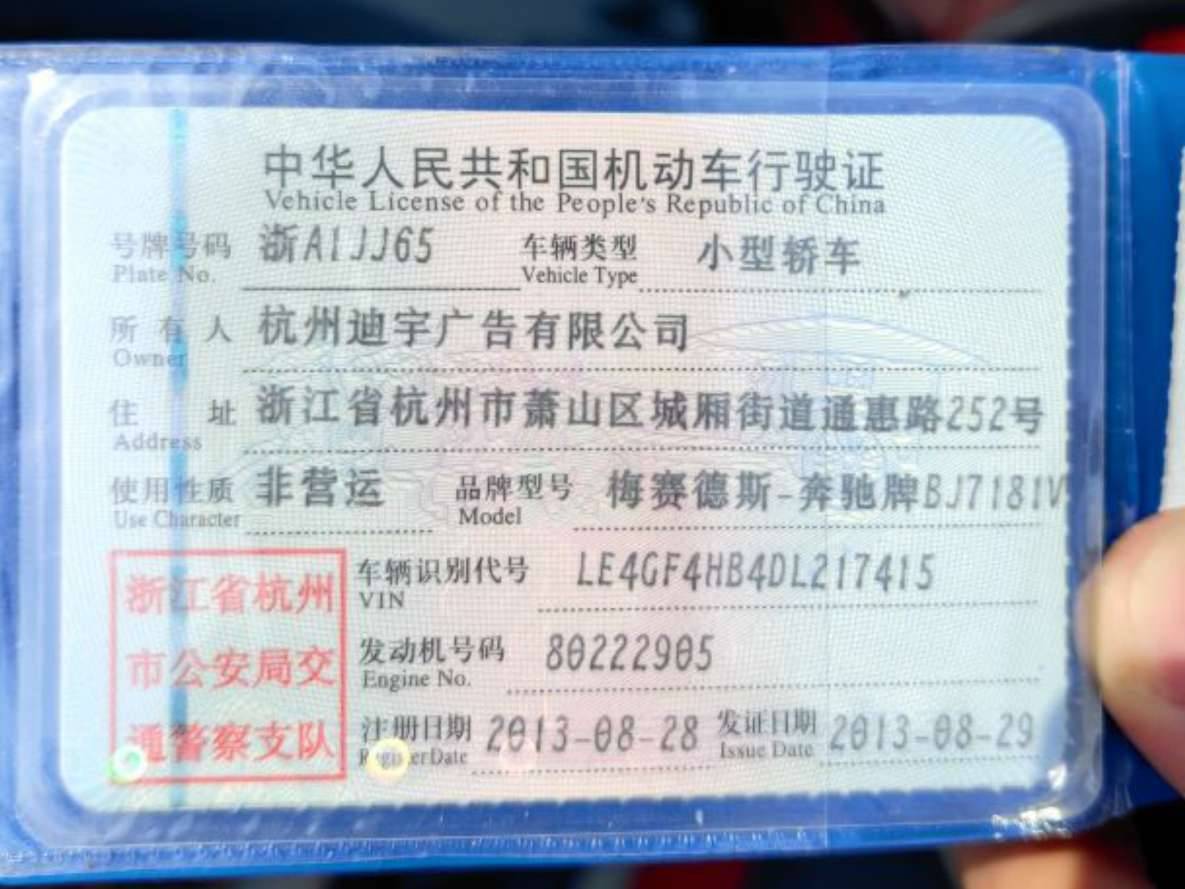 中华人民共和国机动车行驶证
Vehicle License of the People's Republic of China
号牌号码 浙A1JJ65 车辆类型 小型轿车
Plate No. Vehicle Type
所有人 杭州迪宇广告有限公司
Owner
住址 浙江省杭州市萧山区城厢街道通惠路252号
Address
使用性质 非营运 品牌型号 梅赛德斯-奔驰牌BJ7181V
Use Character Model
车辆识别代号 LE4GF4HB4DL217415
VIN
发动机号码 80222905
Engine No.
注册日期 2013-08-28 发证日期 2013-08-29
Register Date Issue Date
浙江省杭州
市公安局交
通警察支队